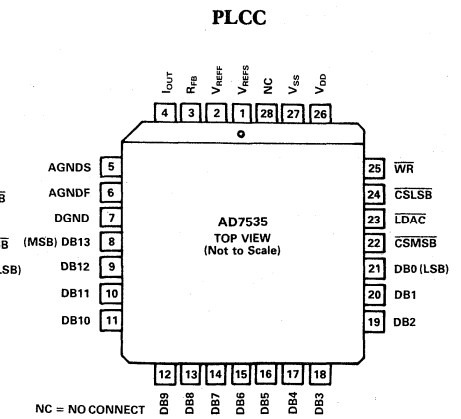 PLCC
IOUT RFB VREFF VREFS NC VSS VDD
4 3 2 1 28 27 26
AGNDS 5
AGNDF 6
DGND 7
(MSB) DB13 8
DB12 9
DB11 10
DB10 11
AD7535
TOP VIEW
(Not to Scale)
25 WR
24 CSLSB
23 LDAC
22 CSMSB
21 DB0 (LSB)
20 DB1
19 DB2
12 13 14 15 16 17 18
DB9 DB8 DB7 DB6 DB5 DB4 DB3
NC = NO CONNECT
B
B
LSB)